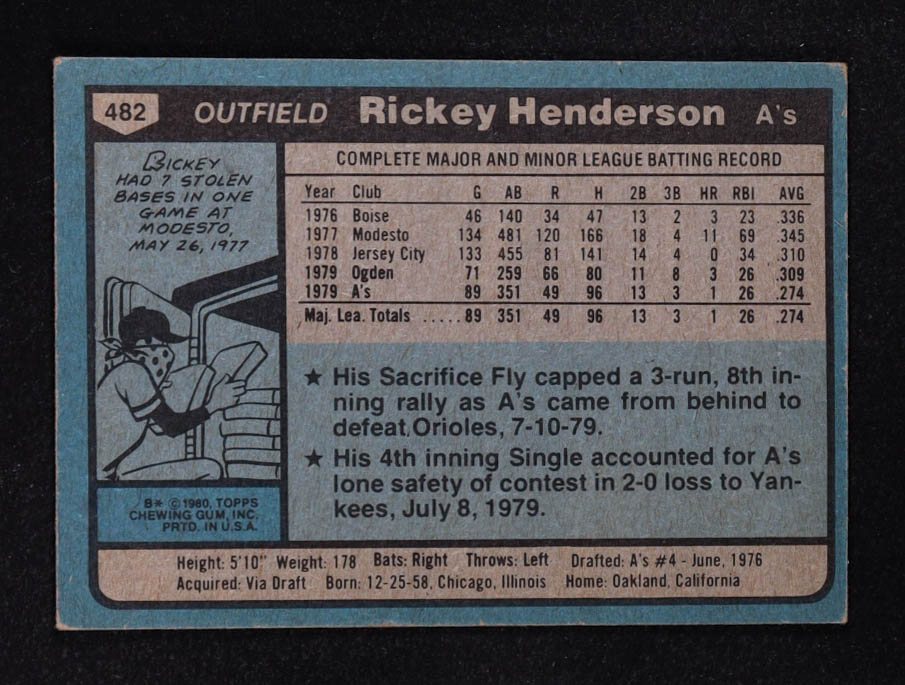 482 OUTFIELD Rickey Henderson A's
RICKEY
HAD 7 STOLEN
BASES IN ONE
GAME AT
MODESTO,
MAY 26, 1977
COMPLETE MAJOR AND MINOR LEAGUE BATTING RECORD
Year Club G AB R H 2B 3B HR RBI AVG
1976 Boise 46 140 34 47 13 2 3 23 .336
1977 Modesto 134 481 120 166 18 4 11 69 .345
1978 Jersey City 133 455 81 141 14 4 0 34 .310
1979 Ogden 71 259 66 80 11 8 3 26 .309
1979 A's 89 351 49 96 13 3 1 26 .274
Maj. Lea. Totals .....89 351 49 96 13 3 1 26 .274
★ His Sacrifice Fly capped a 3-run, 8th in-
ning rally as A's came from behind to
defeat Orioles, 7-10-79.
★ His 4th inning Single accounted for A's
lone safety of contest in 2-0 loss to Yan-
kees, July 8, 1979.
B* ©1980, TOPPS
CHEWING GUM, INC.
PRTD. IN U.S.A.
Height: 5'10" Weight: 178 Bats: Right Throws: Left Drafted: A's #4 - June, 1976
Acquired: Via Draft Born: 12-25-58, Chicago, Illinois Home: Oakland, California